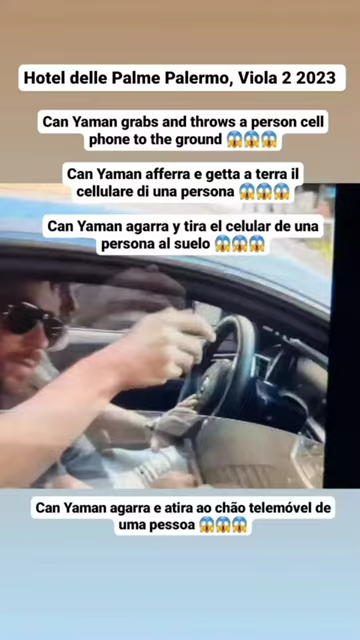 Hotel delle Palme Palermo, Viola 2 2023
Can Yaman grabs and throws a person cell
phone to the ground 😱😱😱
Can Yaman afferra e getta a terra il
cellulare di una persona 😱😱😱
Can Yaman agarra y tira el celular de una
persona al suelo 😱😱😱
Can Yaman agarra e atira ao chão telemóvel de
uma pessoa 😱😱😱